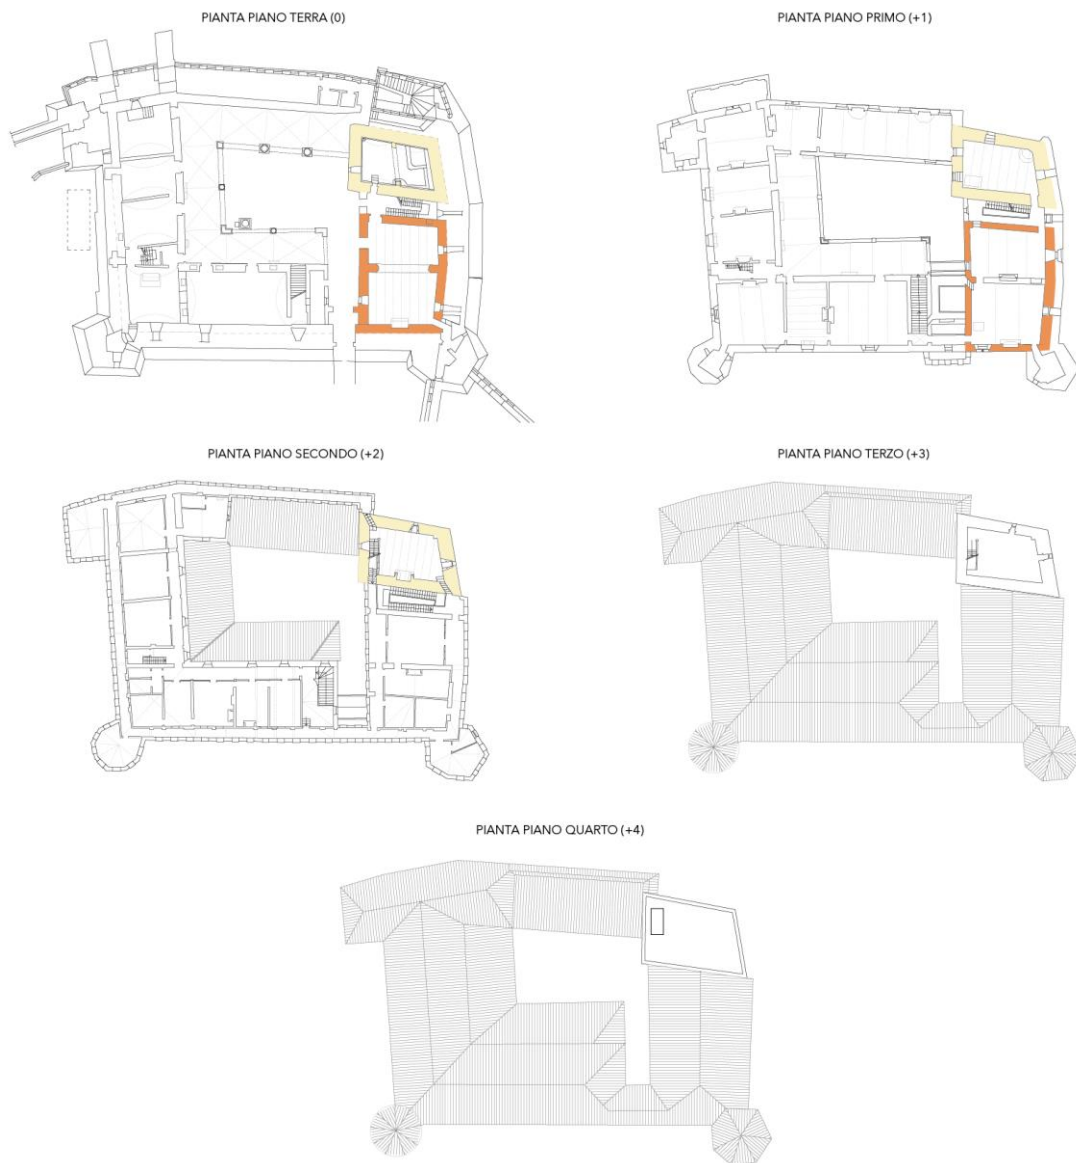 PIANTA PIANO TERRA (0)
PIANTA PIANO PRIMO (+1)
PIANTA PIANO SECONDO (+2)
PIANTA PIANO TERZO (+3)
PIANTA PIANO QUARTO (+4)